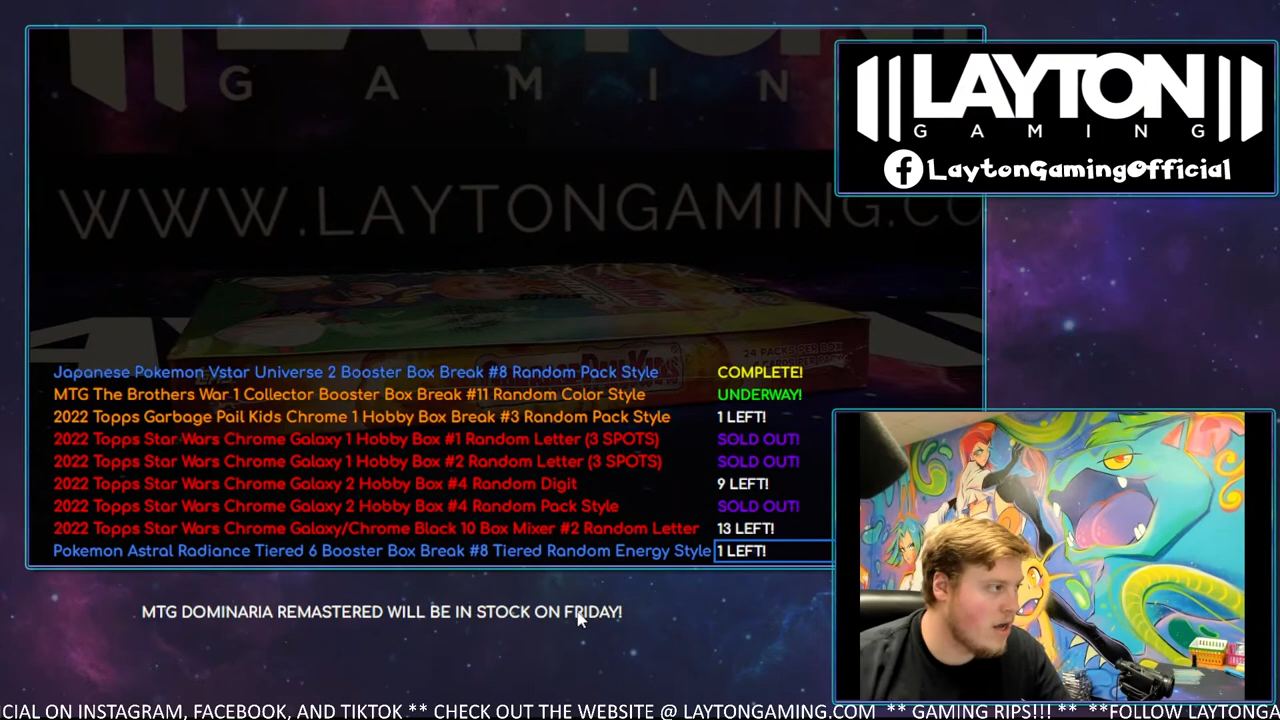 GAMIN
WWW.LAYTONGAMING.CO
24 PACKS PER BOX
LAYTON
GAMING
LaytonGamingOfficial
Japanese Pokemon Vstar Universe 2 Booster Box Break #8 Random Pack Style COMPLETE!
MTG The Brothers War 1 Collector Booster Box Break #11 Random Color Style UNDERWAY!
2022 Topps Garbage Pail Kids Chrome 1 Hobby Box Break #3 Random Pack Style 1 LEFT!
2022 Topps Star Wars Chrome Galaxy 1 Hobby Box #1 Random Letter (3 SPOTS) SOLD OUT!
2022 Topps Star Wars Chrome Galaxy 1 Hobby Box #2 Random Letter (3 SPOTS) SOLD OUT!
2022 Topps Star Wars Chrome Galaxy 2 Hobby Box #4 Random Digit 9 LEFT!
2022 Topps Star Wars Chrome Galaxy 2 Hobby Box #4 Random Pack Style SOLD OUT!
2022 Topps Star Wars Chrome Galaxy/Chrome Black 10 Box Mixer #2 Random Letter 13 LEFT!
Pokemon Astral Radiance Tiered 6 Booster Box Break #8 Tiered Random Energy Style 1 LEFT!
MTG DOMINARIA REMASTERED WILL BE IN STOCK ON FRIDAY!
CIAL ON INSTAGRAM, FACEBOOK, AND TIKTOK ** CHECK OUT THE WEBSITE @ LAYTONGAMING.COM ** GAMING RIPS!!! ** **FOLLOW LAYTONGA